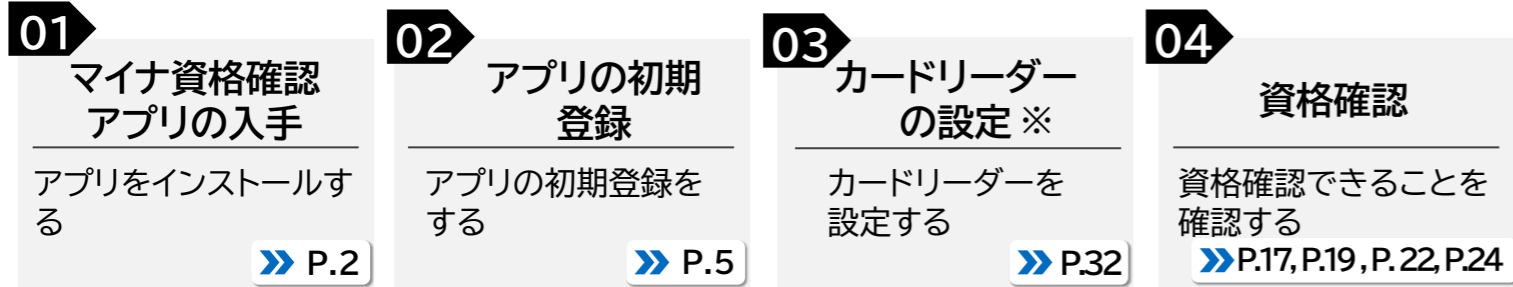 01
マイナ資格確認
アプリの入手
アプリをインストールす
る
P.2
02
アプリの初期
登録
アプリの初期登録を
する
P.5
03
カードリーダー
の設定 ※
カードリーダーを
設定する
P.32
04
資格確認
資格確認できることを
確認する
P.17, P.19 , P. 22, P.24